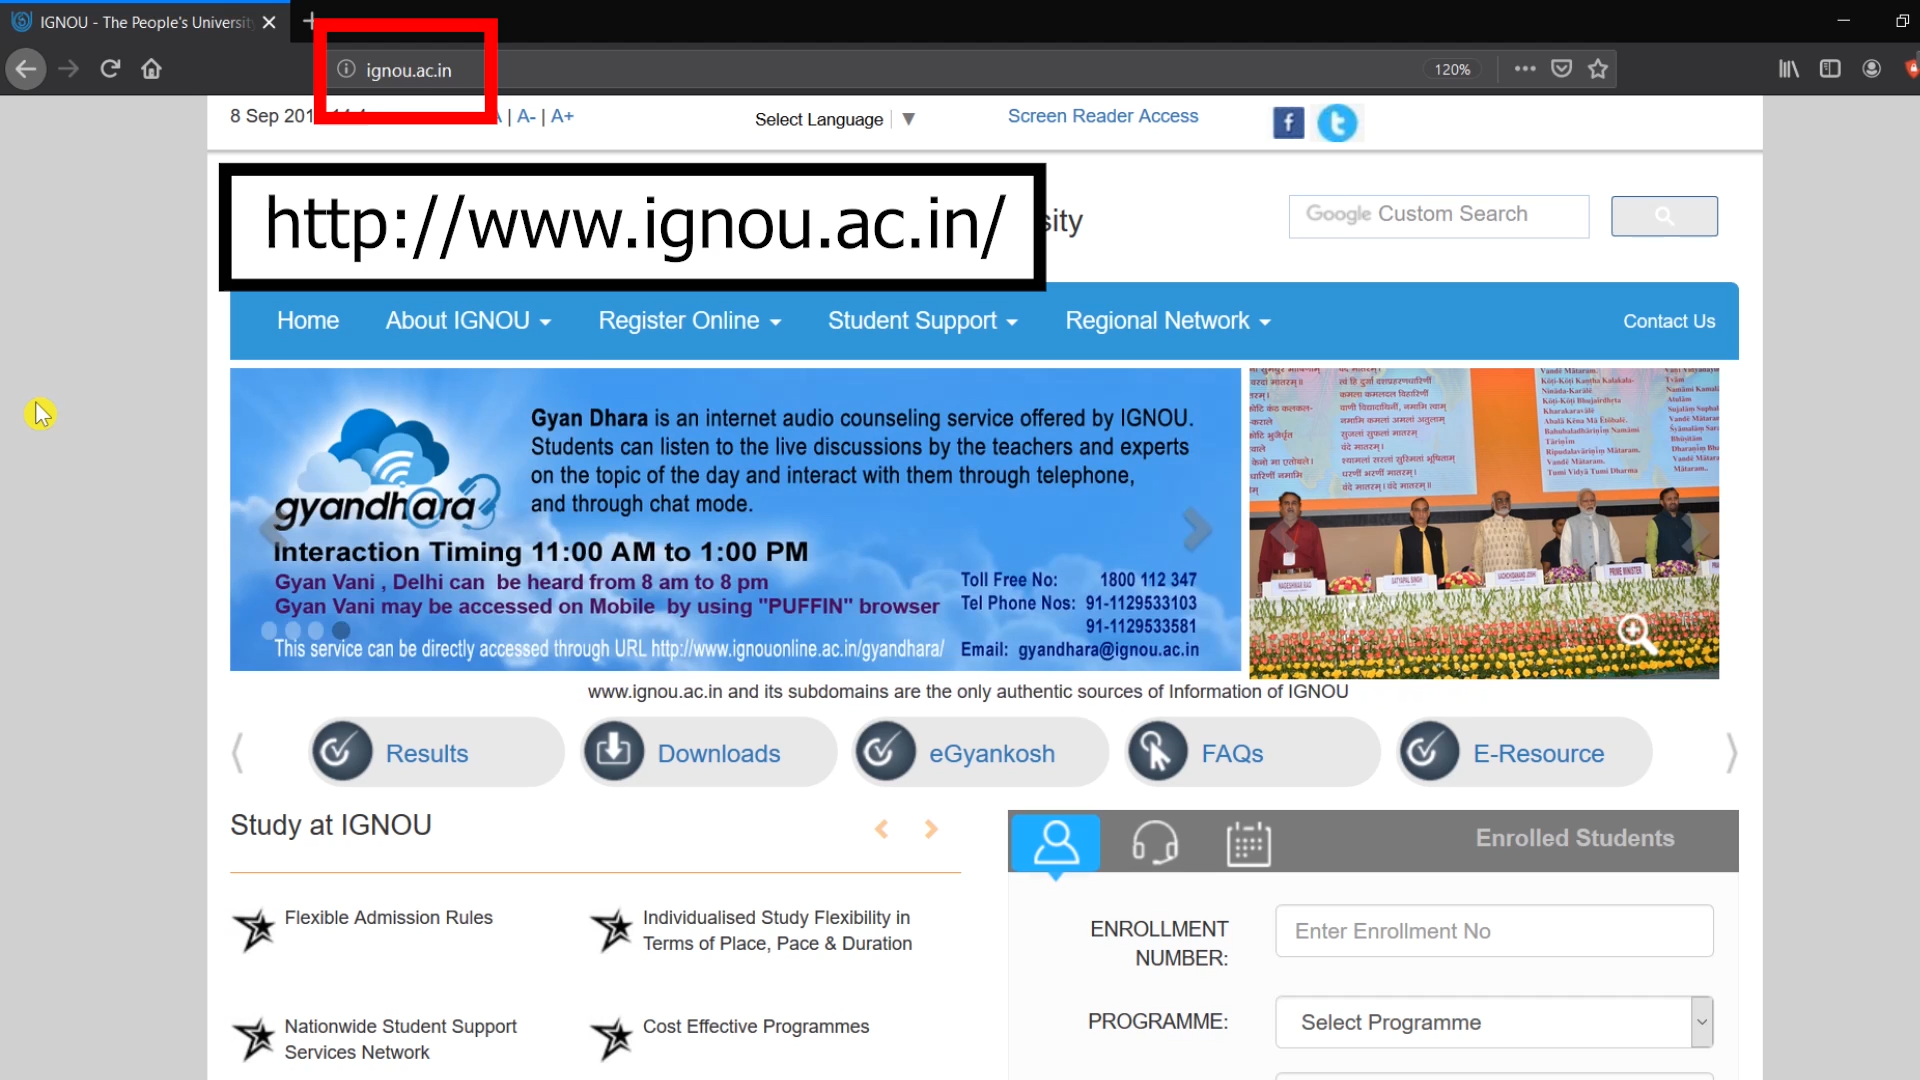 IGNOU - The People's Universit
ignou.ac.in
120%
8 Sep 201
| A- | A+
Select Language
Screen Reader Access
http://www.ignou.ac.in/
sity
Google Custom Search
Home
About IGNOU
Register Online
Student Support
Regional Network
Contact Us
gyandhara
Gyan Dhara is an internet audio counseling service offered by IGNOU.
Students can listen to the live discussions by the teachers and experts
on the topic of the day and interact with them through telephone,
and through chat mode.
Interaction Timing 11:00 AM to 1:00 PM
Gyan Vani , Delhi can be heard from 8 am to 8 pm
Gyan Vani may be accessed on Mobile by using "PUFFIN" browser
This service can be directly accessed through URL http://www.ignouonline.ac.in/gyandhara/
Toll Free No: 1800 112 347
Tel Phone Nos: 91-1129533103
91-1129533581
Email: gyandhara@ignou.ac.in
PRIME MINISTER
www.ignou.ac.in and its subdomains are the only authentic sources of Information of IGNOU
Results
Downloads
eGyankosh
FAQs
E-Resource
Study at IGNOU
Flexible Admission Rules
Individualised Study Flexibility in
Terms of Place, Pace & Duration
Nationwide Student Support
Services Network
Cost Effective Programmes
Enrolled Students
ENROLLMENT
NUMBER:
Enter Enrollment No
PROGRAMME:
Select Programme